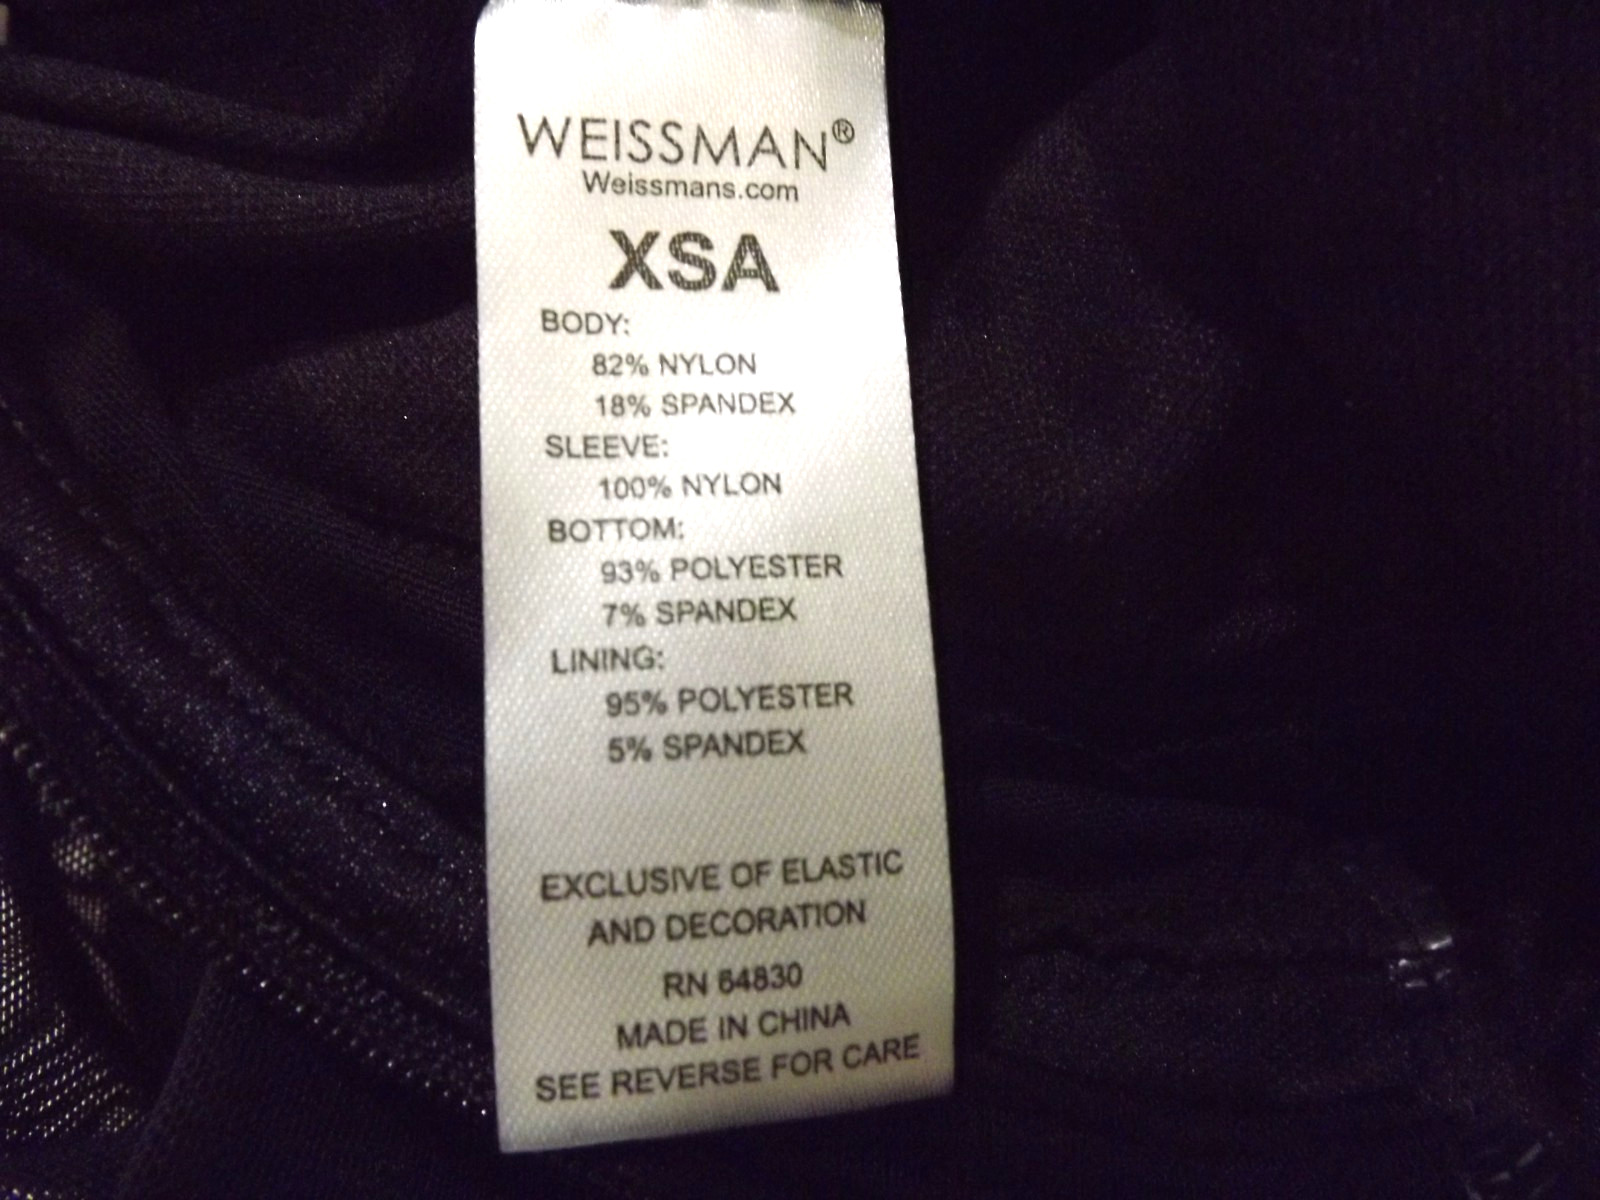 WEISSMAN®
Weissmans.com
XSA
BODY:
82% NYLON
18% SPANDEX
SLEEVE:
100% NYLON
BOTTOM:
93% POLYESTER
7% SPANDEX
LINING:
95% POLYESTER
5% SPANDEX
EXCLUSIVE OF ELASTIC
AND DECORATION
RN 64830
MADE IN CHINA
SEE REVERSE FOR CARE